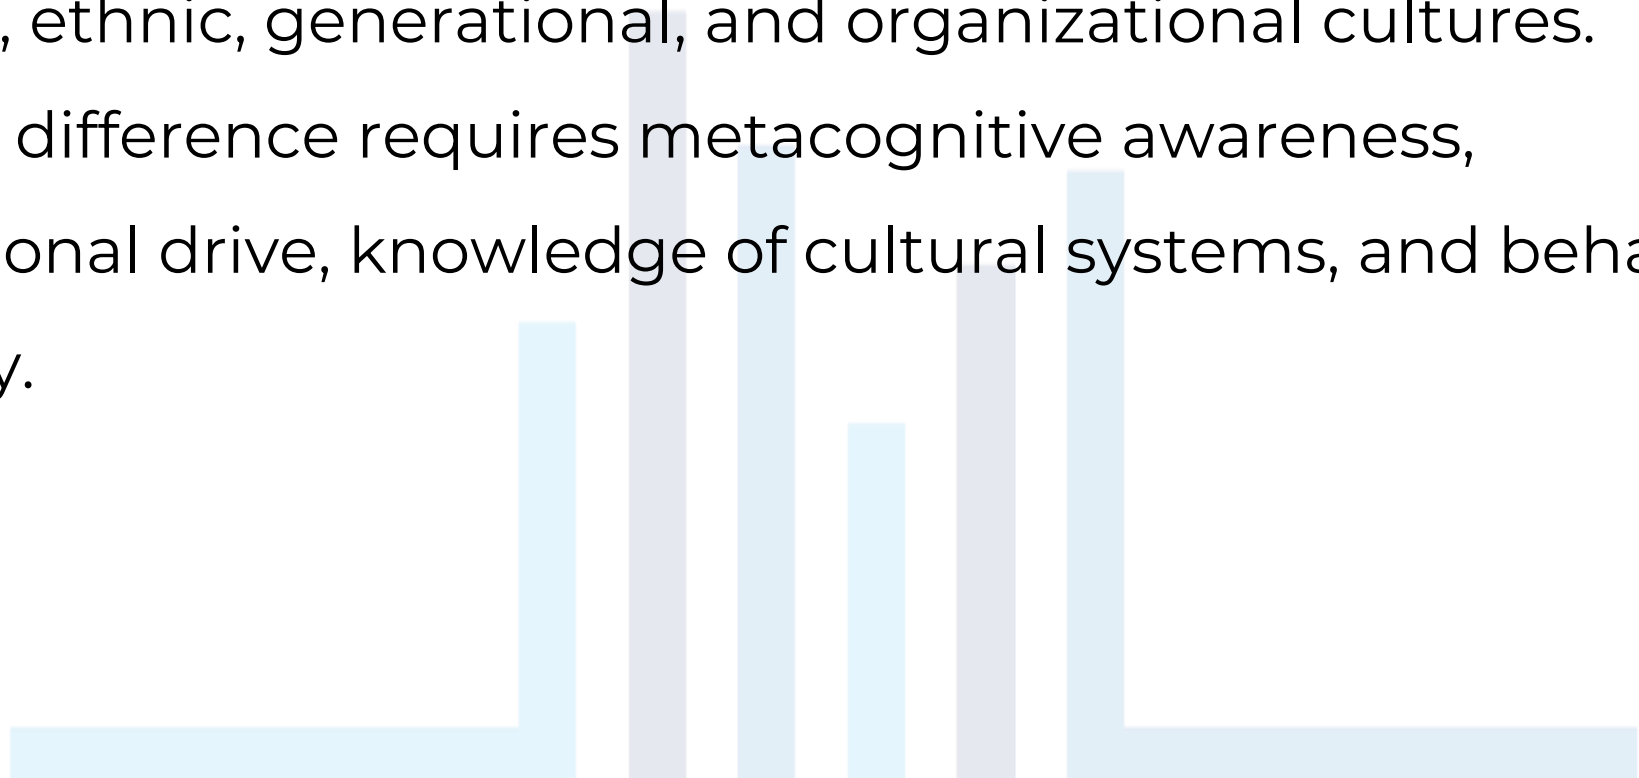 , ethnic, generational, and organizational cultures.
difference requires metacognitive awareness,
onal drive, knowledge of cultural systems, and beha
y.